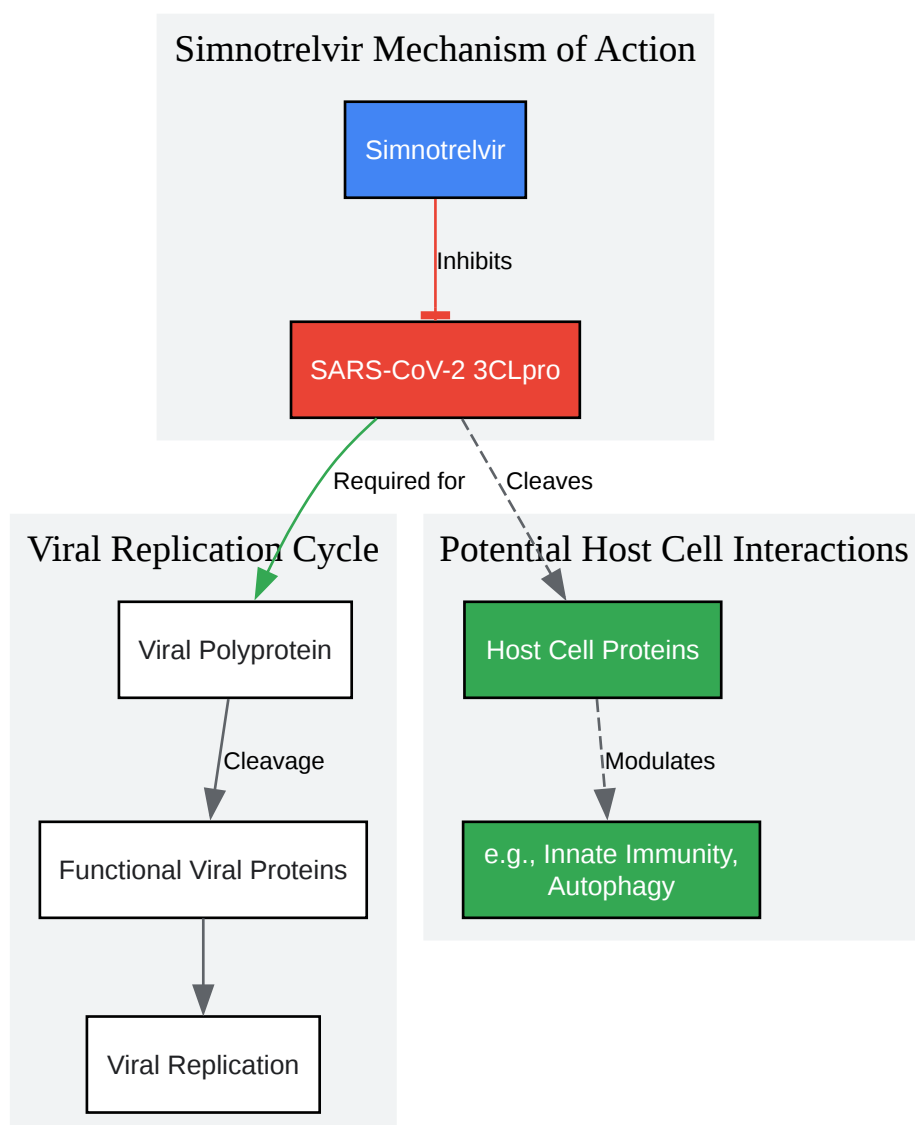 Simnotrelvir Mechanism of Action
Simnotrelvir
Inhibits
SARS-CoV-2 3CLpro
Required for
Cleaves
Viral Replication Cycle
Viral Polyprotein
Cleavage
Functional Viral Proteins
Viral Replication
Potential Host Cell Interactions
Host Cell Proteins
Modulates
e.g., Innate Immunity,
Autophagy